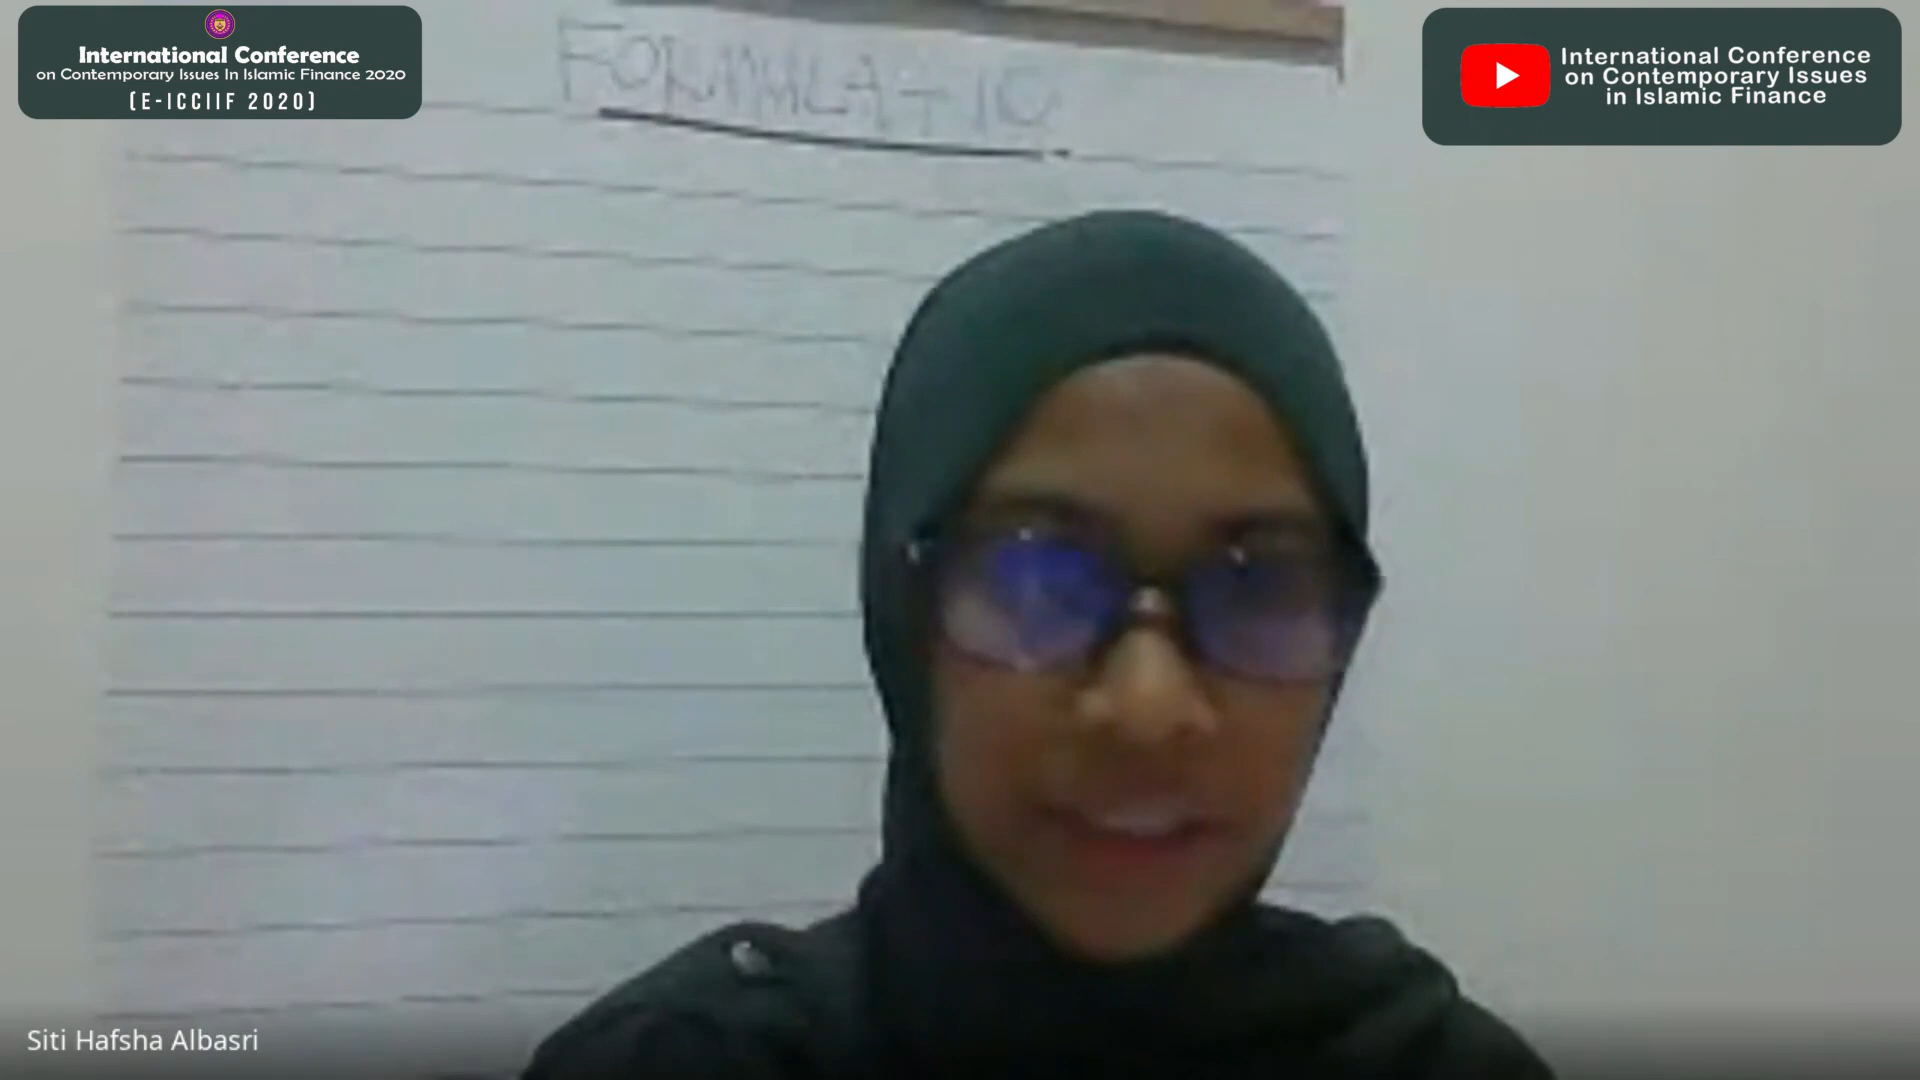 International Conference
on Contemporary Issues In Islamic Finance 2020
(E-ICCIIF 2020)
International Conference
on Contemporary Issues
in Islamic Finance
Siti Hafsha Albasri